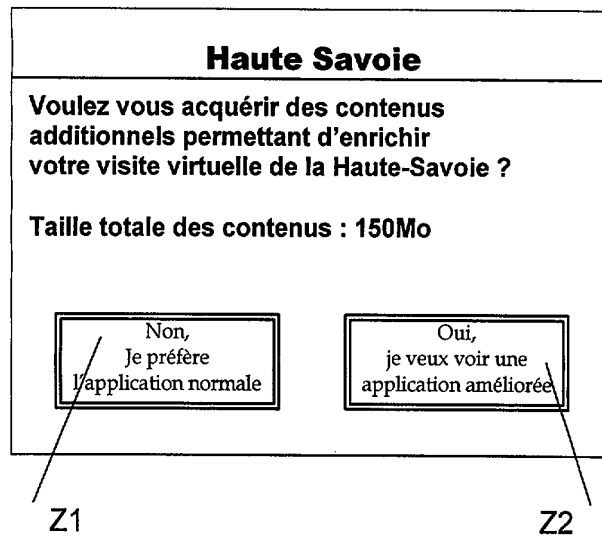 Haute Savoie
Voulez vous acquérir des contenus
additionnels permettant d'enrichir
votre visite virtuelle de la Haute-Savoie ?
Taille totale des contenus : 150Mo
Non,
Je préfère
l'application normale
Oui,
je veux voir une
application améliorée
Z1
Z2